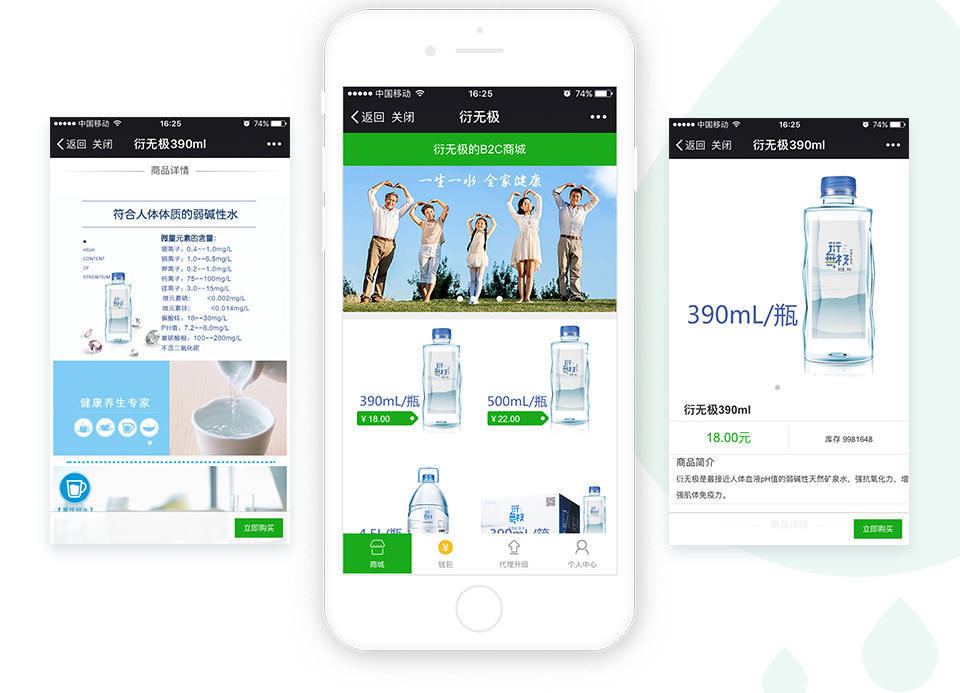 中国移动 16:25 74%
返回 关闭 衍无极390ml
商品详情
符合人体体质的弱碱性水
HIGH
CONTENT
OF
STRONTIUM
微量元素的含量:
锶离子: 0.4--1.0mg/L
钠离子: 1.0--6.5mg/L
钾离子: 0.2--1.0mg/L
钙离子: 75--100mg/L
镁离子: 3.0--15mg/L
微元素硒: <0.002mg/L
微元素锌: <0.014mg/L
偏酸硅: 18--30mg/L
PH值: 7.2--8.0mg/L
重碳酸根: 100--280mg/L
不含二氧化碳
健康养生专家
立即购买
中国移动 16:25 74%
返回 关闭 衍无极
衍无极的B2C商城
一生一水 全家健康
390mL/瓶
¥ 18.00
500mL/瓶
¥ 22.00
4.5L/瓶
390mL/箱
商城 钱包 代理升级 个人中心
中国移动 16:25 74%
返回 关闭 衍无极390ml
390mL/瓶
衍无极390ml
18.00元 库存 9981648
商品简介
衍无极是最接近人体血液pH值的弱碱性天然矿泉水，强抗氧化力，增
强肌体免疫力。
商品详情
立即购买